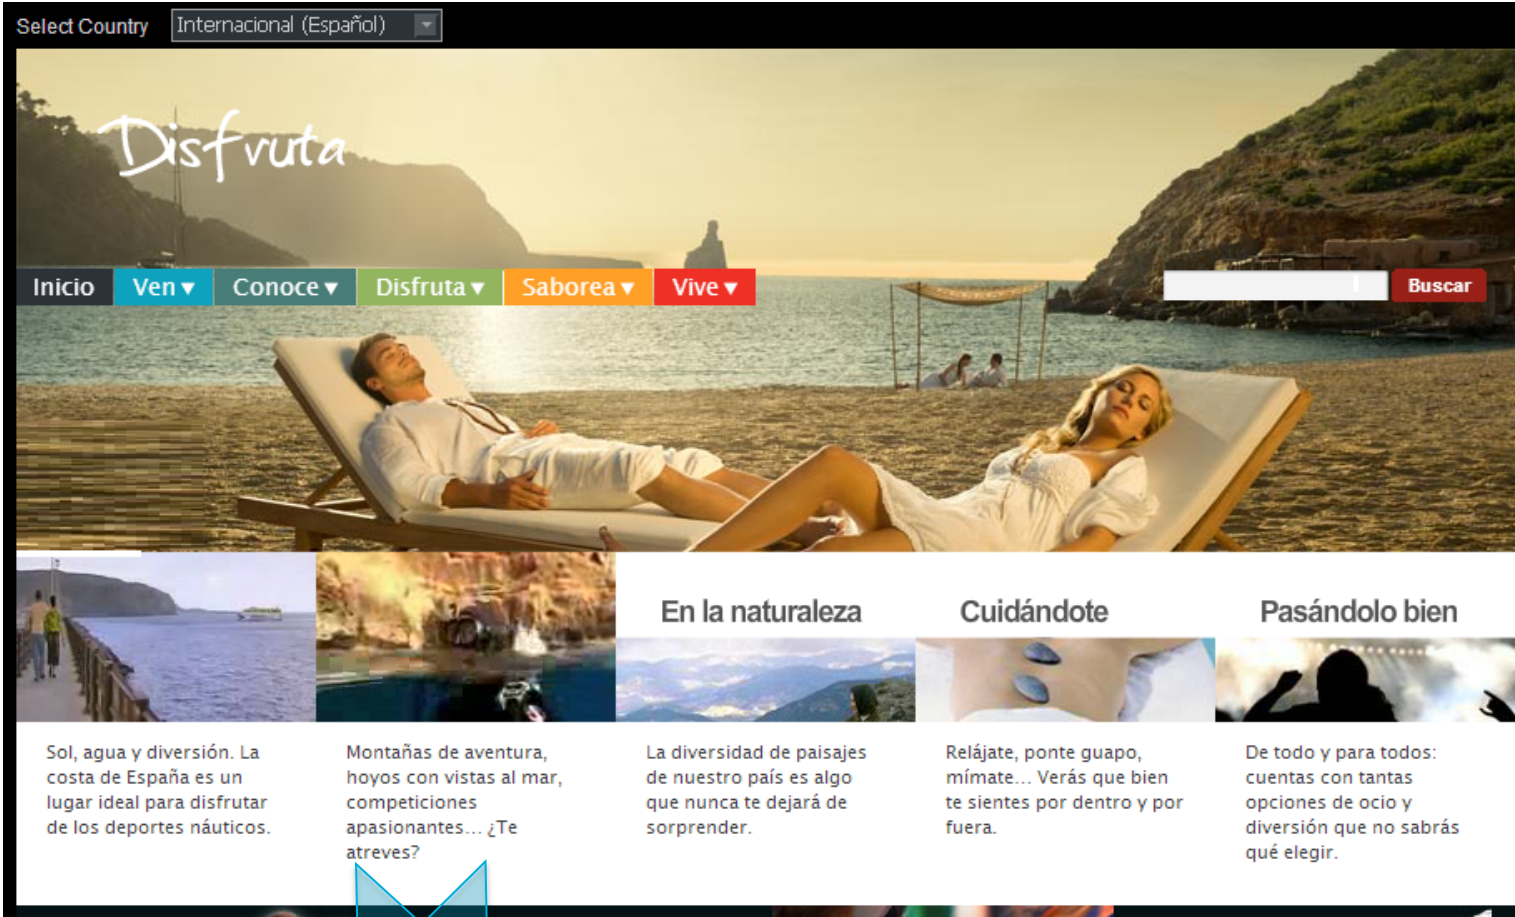 Select Country Internacional (Español)
Disfruta
Inicio Ven Conoce Disfruta Saborea Vive Buscar
En la naturaleza
Cuidándote
Pasándolo bien
Sol, agua y diversión. La
costa de España es un
lugar ideal para disfrutar
de los deportes náuticos.
Montañas de aventura,
hoyos con vistas al mar,
competiciones
apasionantes... ¿Te
atreves?
La diversidad de paisajes
de nuestro país es algo
que nunca te dejará de
sorprender.
Relájate, ponte guapo,
mímate... Verás que bien
te sientes por dentro y por
fuera.
De todo y para todos:
cuentas con tantas
opciones de ocio y
diversión que no sabrás
qué elegir.